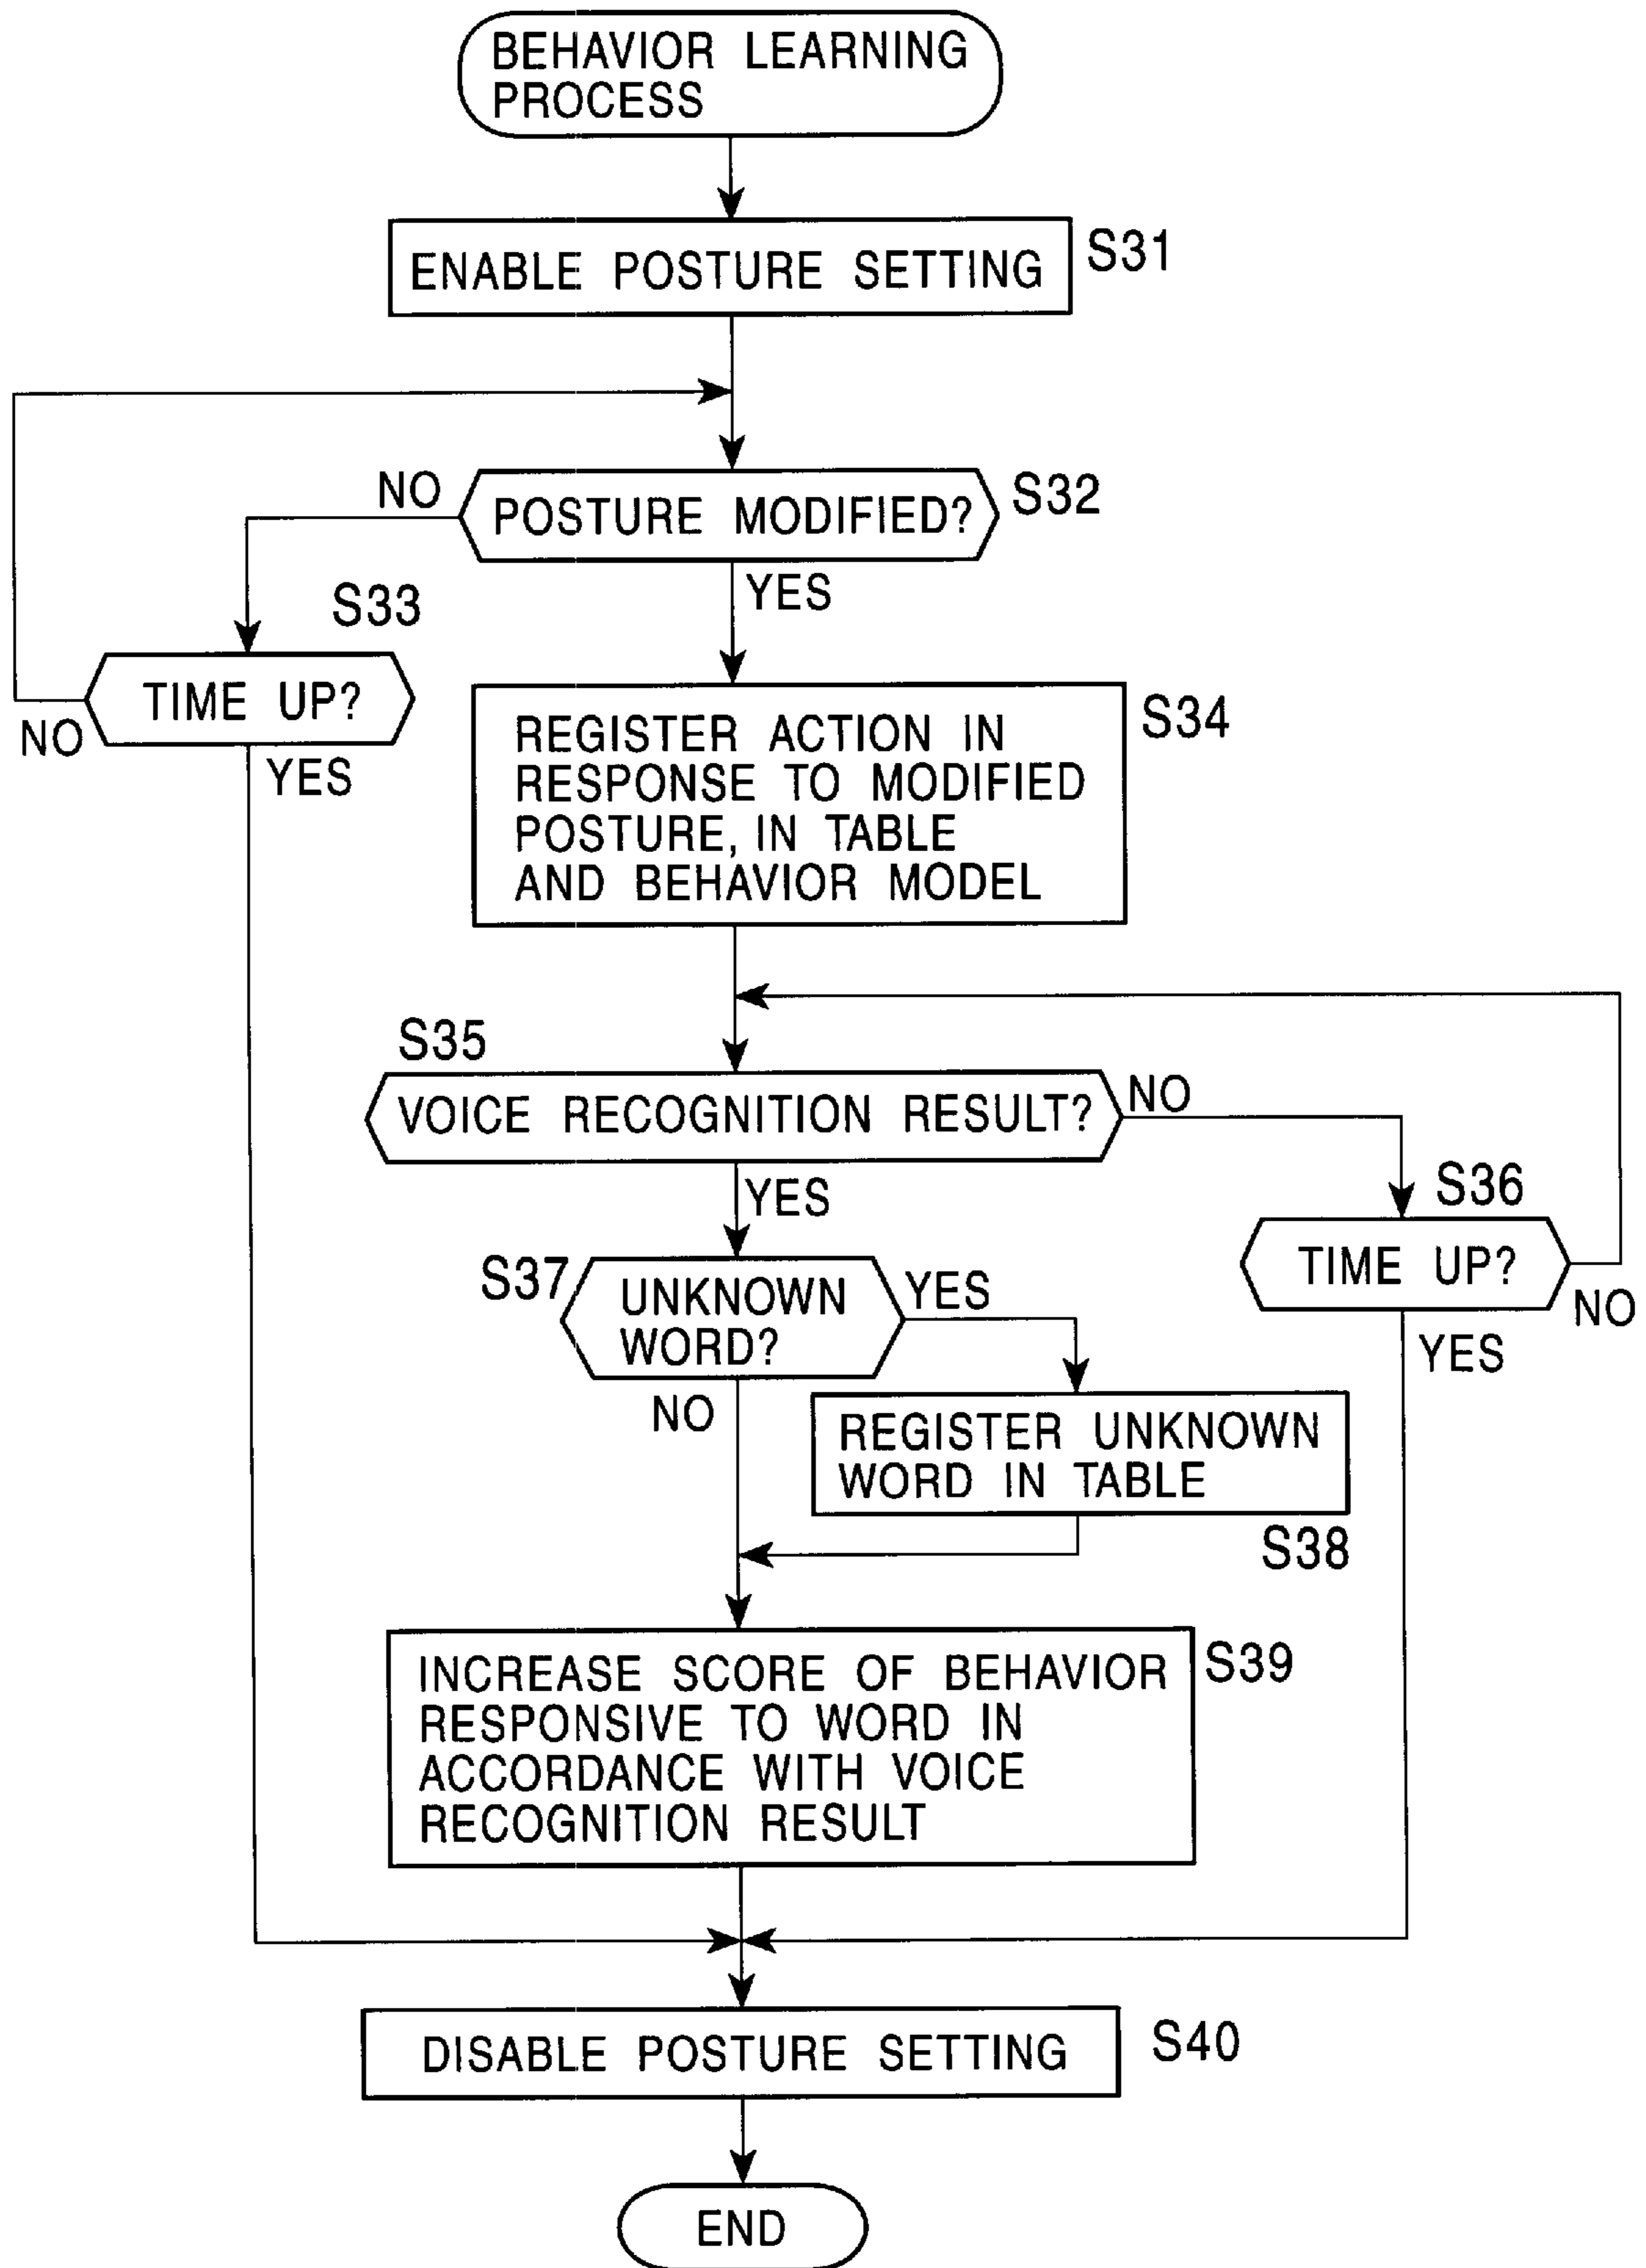 BEHAVIOR LEARNING
PROCESS
ENABLE POSTURE SETTING
S31
NO
POSTURE MODIFIED?
S32
YES
S33
TIME UP?
NO
YES
REGISTER ACTION IN
RESPONSE TO MODIFIED
POSTURE, IN TABLE
AND BEHAVIOR MODEL
S34
S35
VOICE RECOGNITION RESULT?
NO
YES
S36
TIME UP?
NO
YES
S37
UNKNOWN
WORD?
YES
NO
REGISTER UNKNOWN
WORD IN TABLE
S38
INCREASE SCORE OF BEHAVIOR
RESPONSIVE TO WORD IN
ACCORDANCE WITH VOICE
RECOGNITION RESULT
S39
DISABLE POSTURE SETTING
S40
END